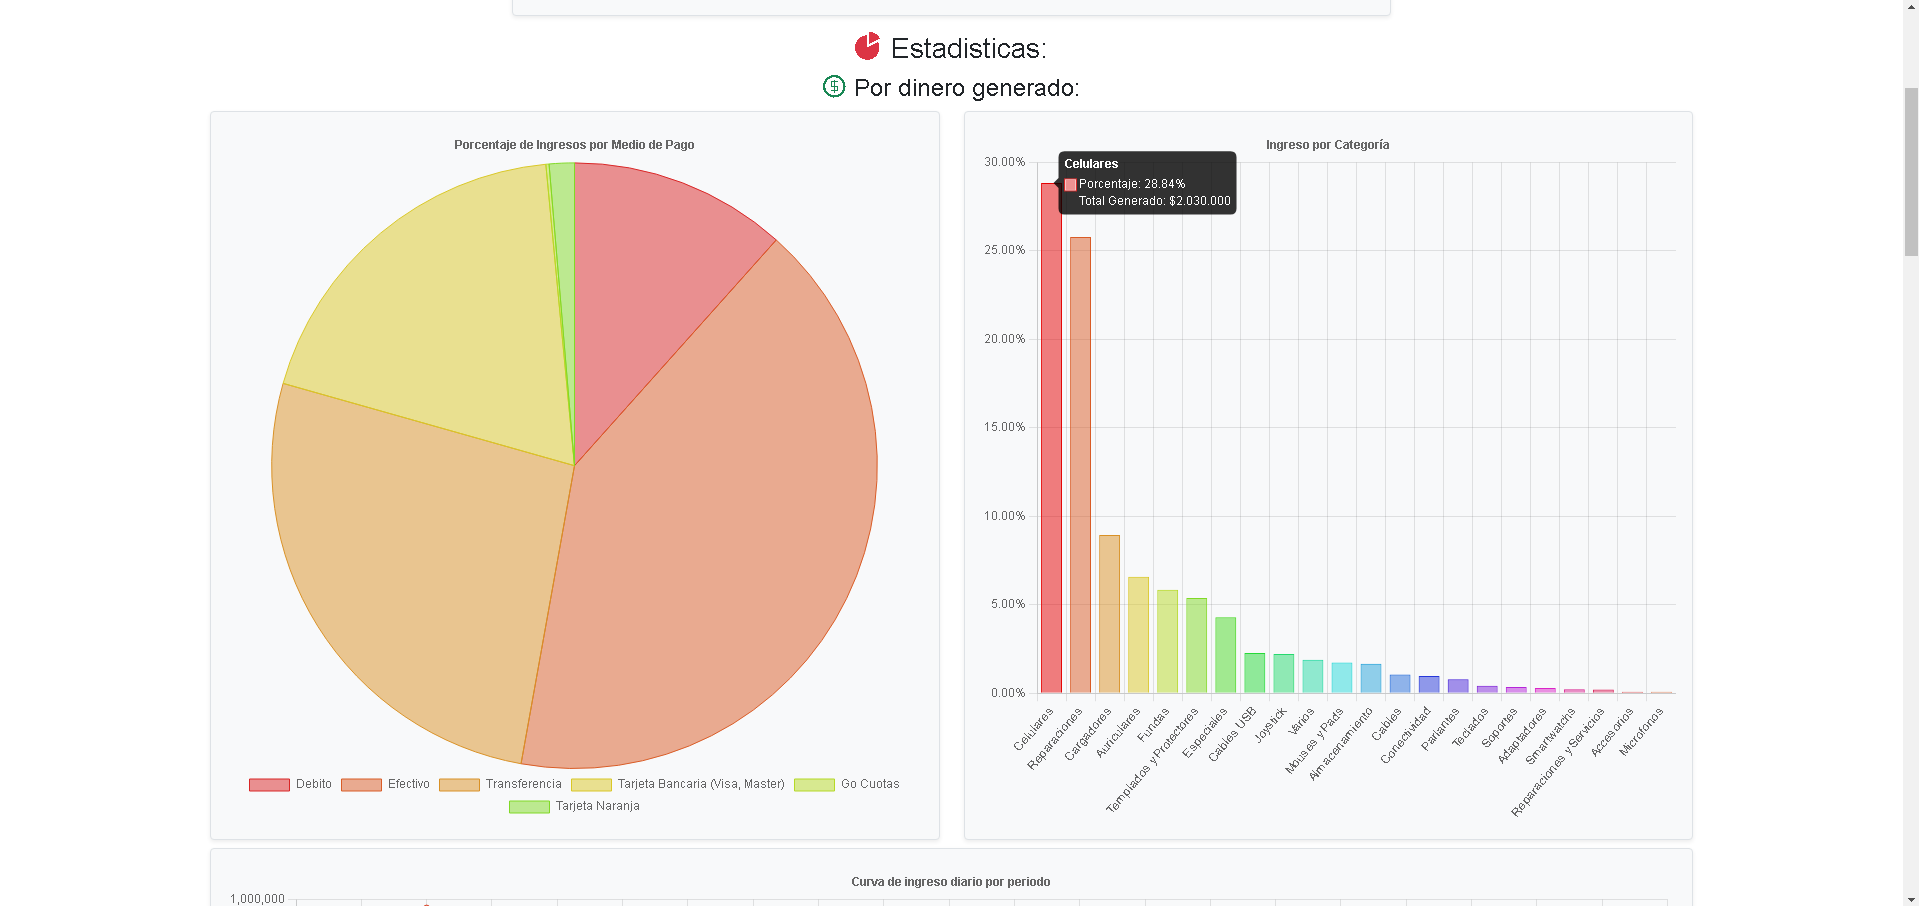 Estadisticas:
Por dinero generado:
Porcentaje de Ingresos por Medio de Pago
Debito
Efectivo
Transferencia
Tarjeta Bancaria (Visa, Master)
Go Cuotas
Tarjeta Naranja
Ingreso por Categoría
30.00%
25.00%
20.00%
15.00%
10.00%
5.00%
0.00%
Celulares
Porcentaje: 28.84%
Total Generado: $2.030.000
Celulares
Reparaciones
Cargadores
Auriculares
Fundas
Templados y Protectores
Especiales
Cables USB
Joystick
Varios
Mouses y Pads
Almacenamiento
Cables
Conectividad
Parlantes
Teclados
Soportes
Adaptadores
Smartwatchs
Reparaciones y Servicios
Accesorios
Microfonos
Curva de ingreso diario por periodo
1,000,000